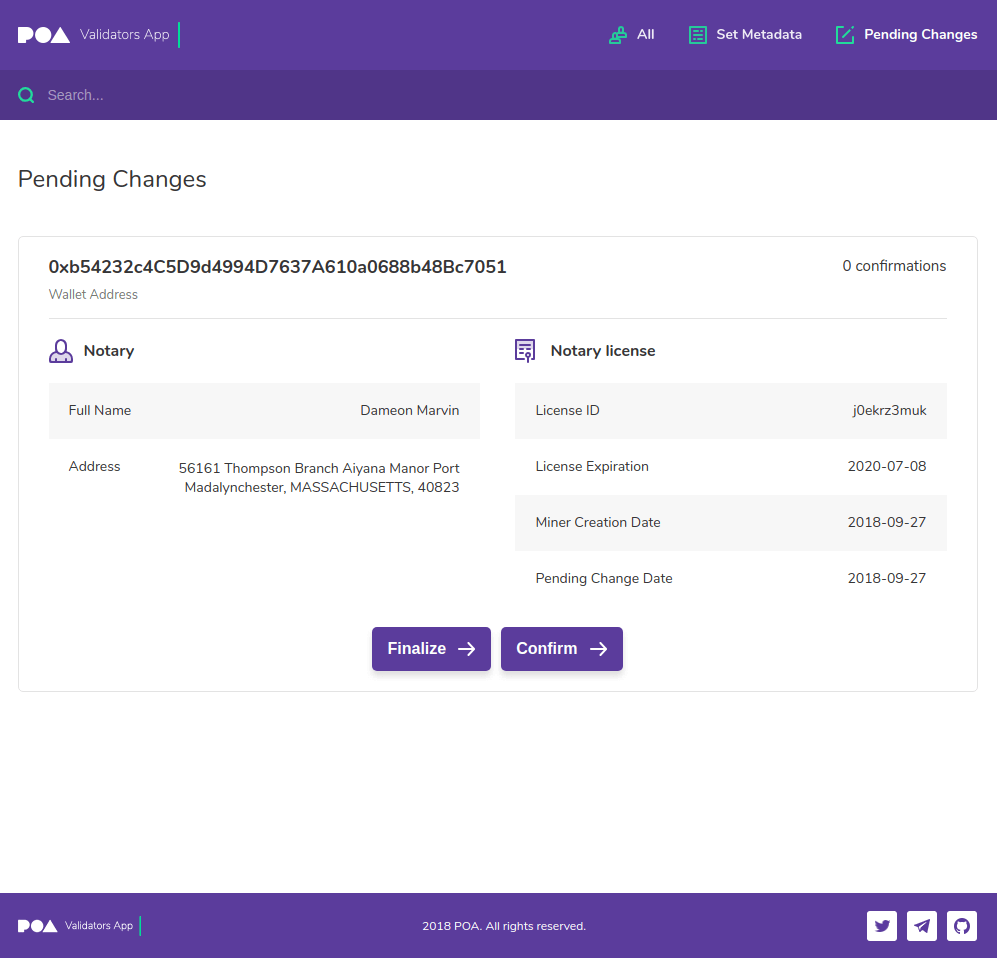 POA Validators App
All
Set Metadata
Pending Changes
Search...
Pending Changes
0xb54232c4C5D9d4994D7637A610a0688b48Bc7051
0 confirmations
Wallet Address
Notary
Full Name
Dameon Marvin
Address
56161 Thompson Branch Aiyana Manor Port
Madalynchester, MASSACHUSETTS, 40823
Notary license
License ID
j0ekrz3muk
License Expiration
2020-07-08
Miner Creation Date
2018-09-27
Pending Change Date
2018-09-27
Finalize
Confirm
POA Validators App
2018 POA. All rights reserved.